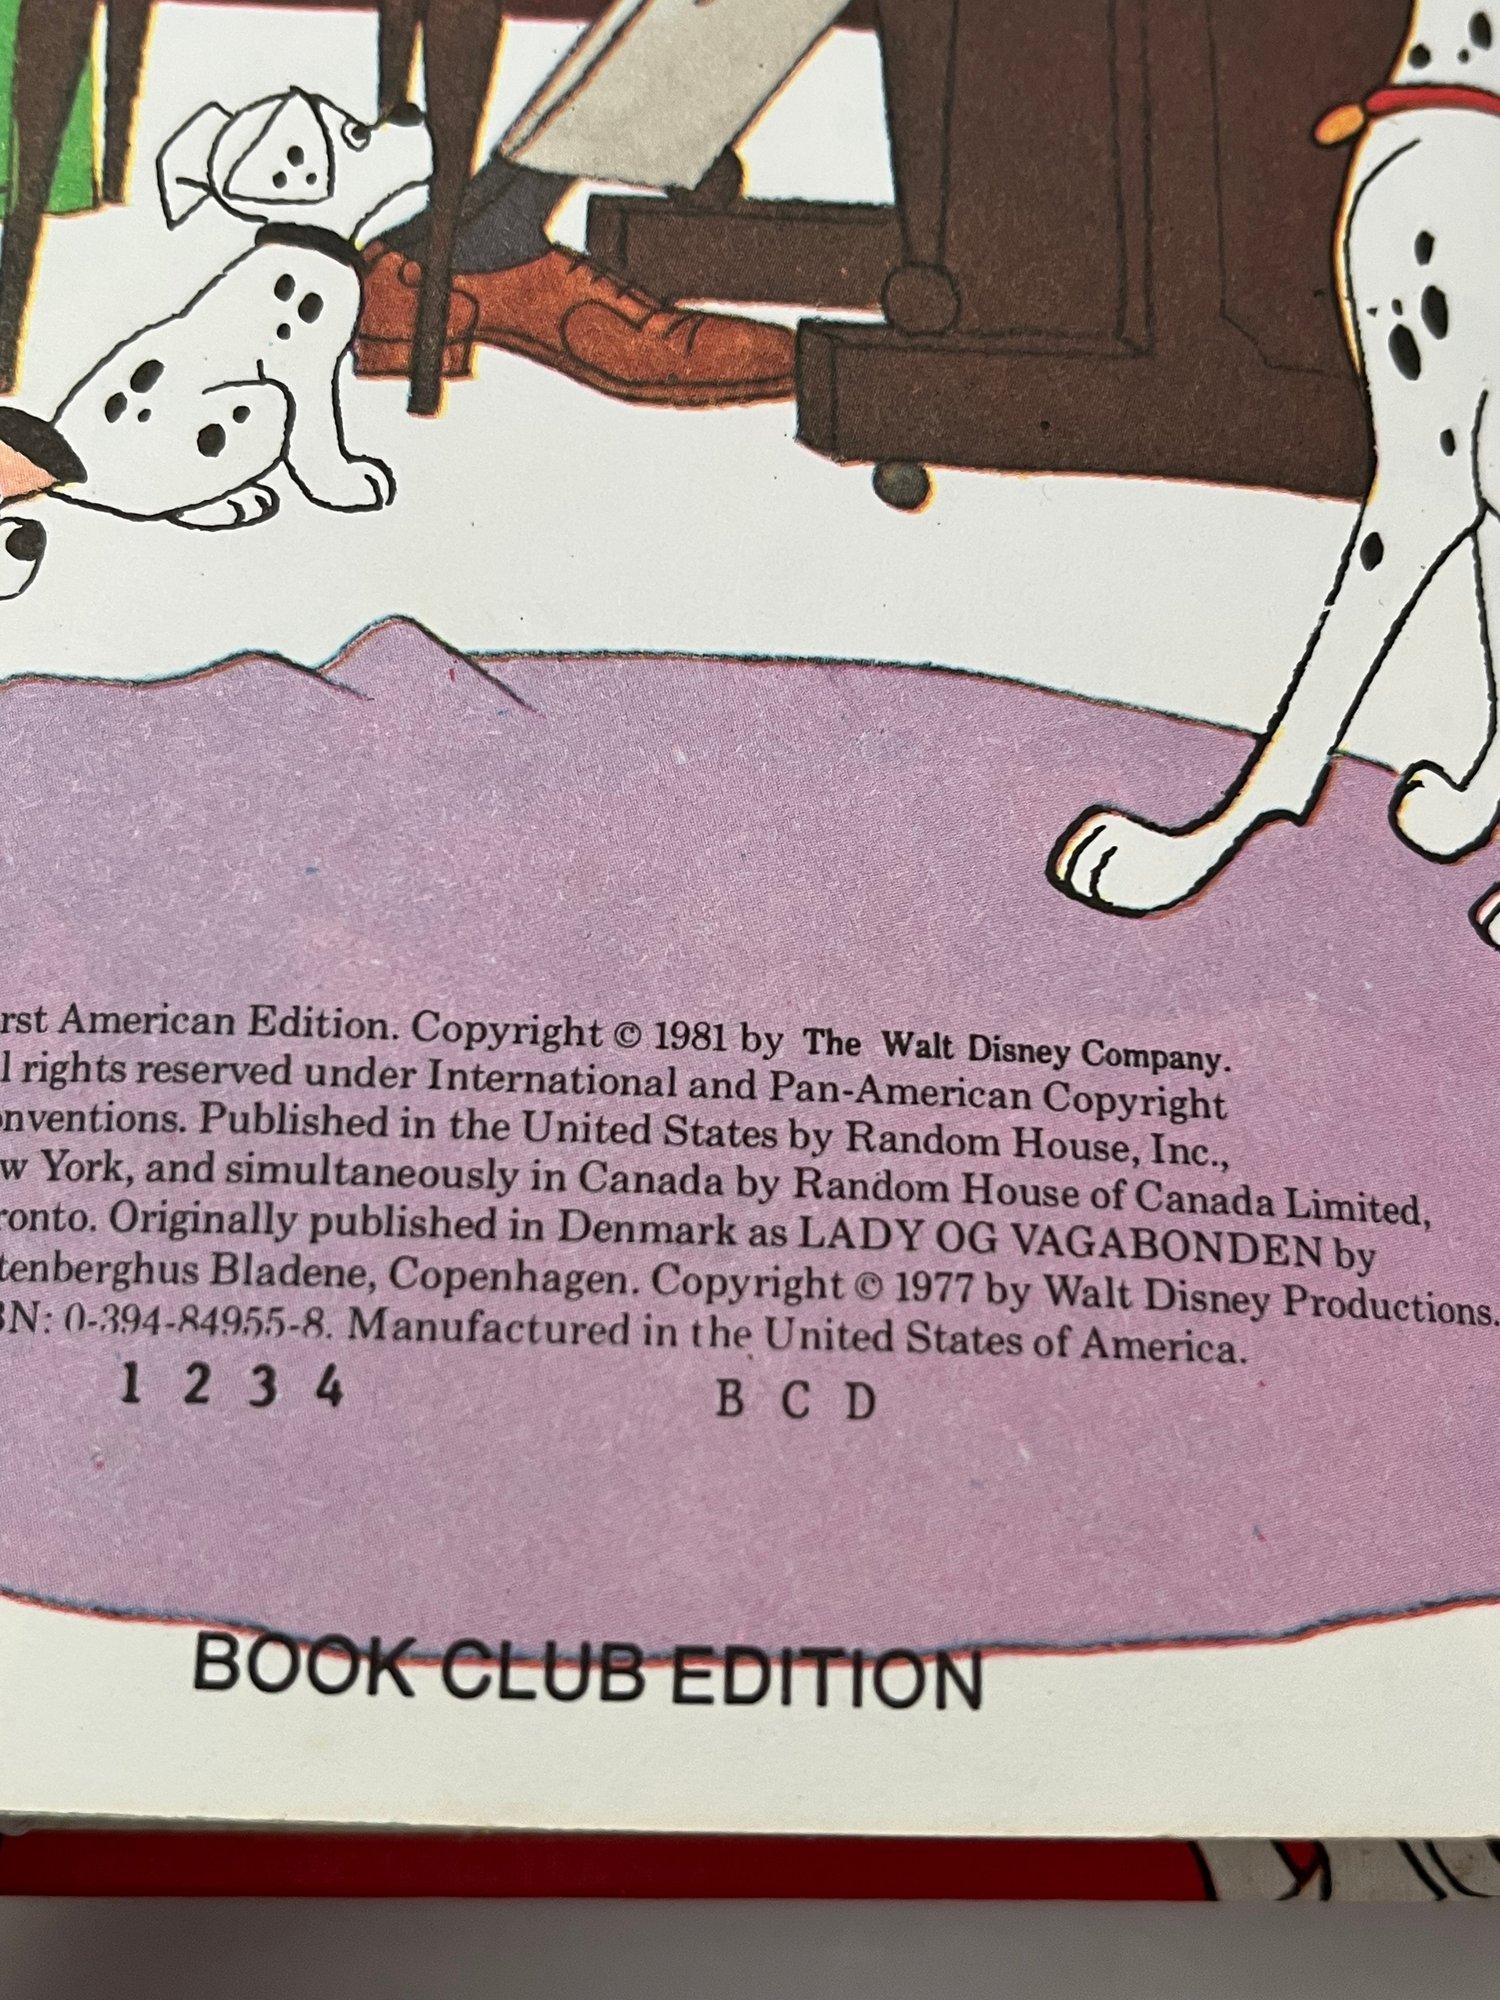 rst American Edition. Copyright © 1981 by The Walt Disney Company.
l rights reserved under International and Pan-American Copyright
onventions. Published in the United States by Random House, Inc.,
w York, and simultaneously in Canada by Random House of Canada Limited,
ronto. Originally published in Denmark as LADY OG VAGABONDEN by
tenberghus Bladene, Copenhagen. Copyright © 1977 by Walt Disney Productions.
BN: 0-394-84955-8. Manufactured in the United States of America.
1 2 3 4 B C D
BOOK CLUB EDITION